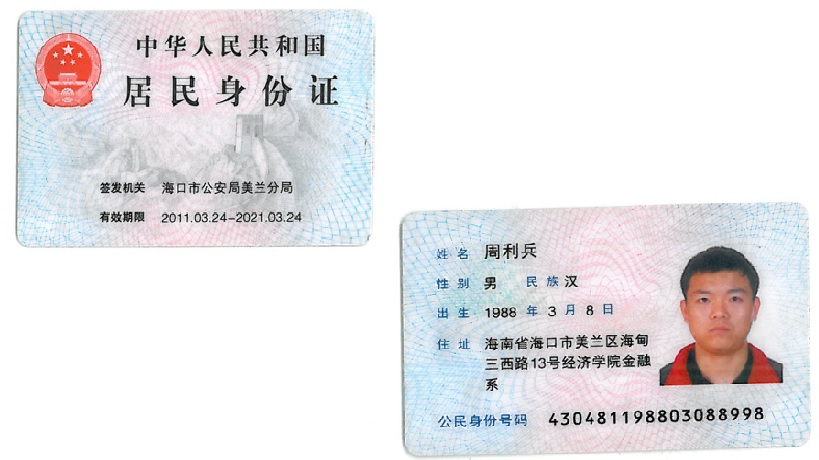 中华人民共和国
居民身份证
签发机关 海口市公安局美兰分局
有效期限 2011.03.24-2021.03.24
姓名 周利兵
性别 男 民族 汉
出生 1988 年 3 月 8 日
住址 海南省海口市美兰区海甸
三西路13号经济学院金融
系
公民身份号码 430481198803088998